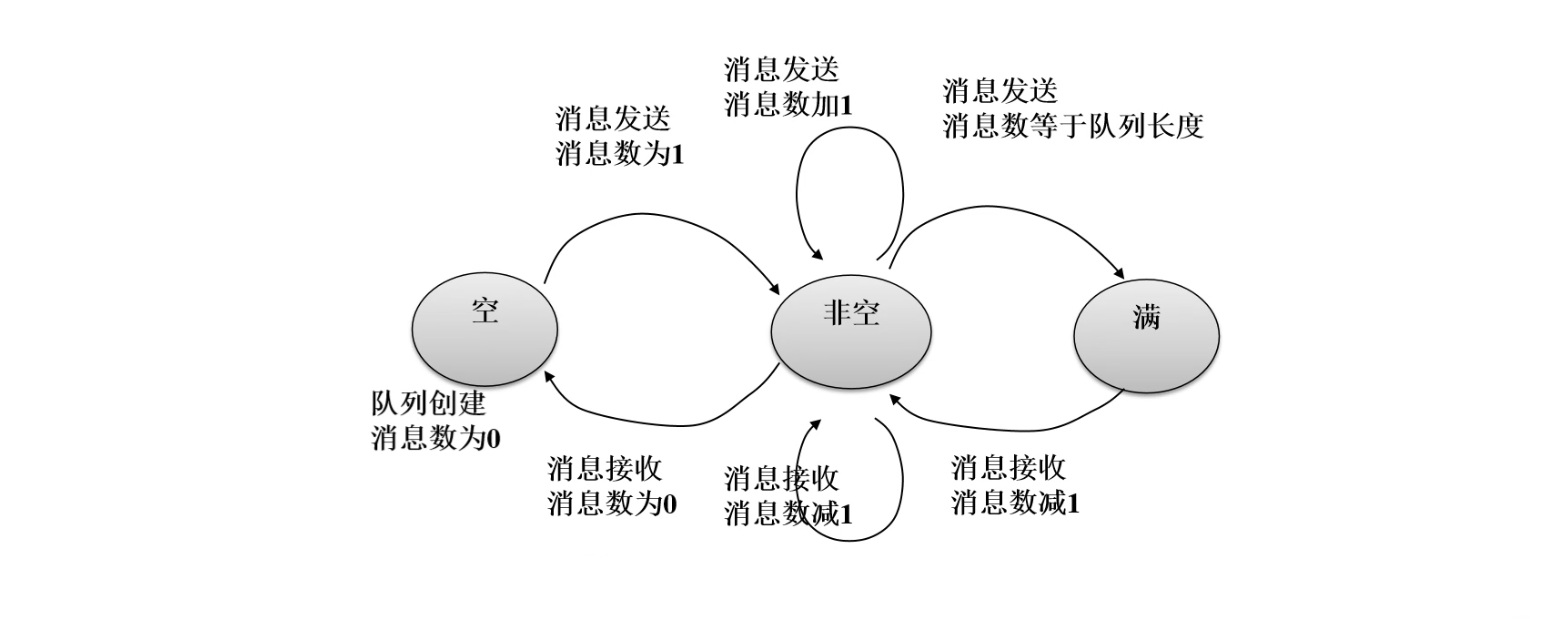 消息发送
消息数加1
消息发送
消息数等于队列长度
消息发送
消息数为1
空
非空
满
队列创建
消息数为0
消息接收
消息数为0
消息接收
消息数减1
消息接收
消息数减1